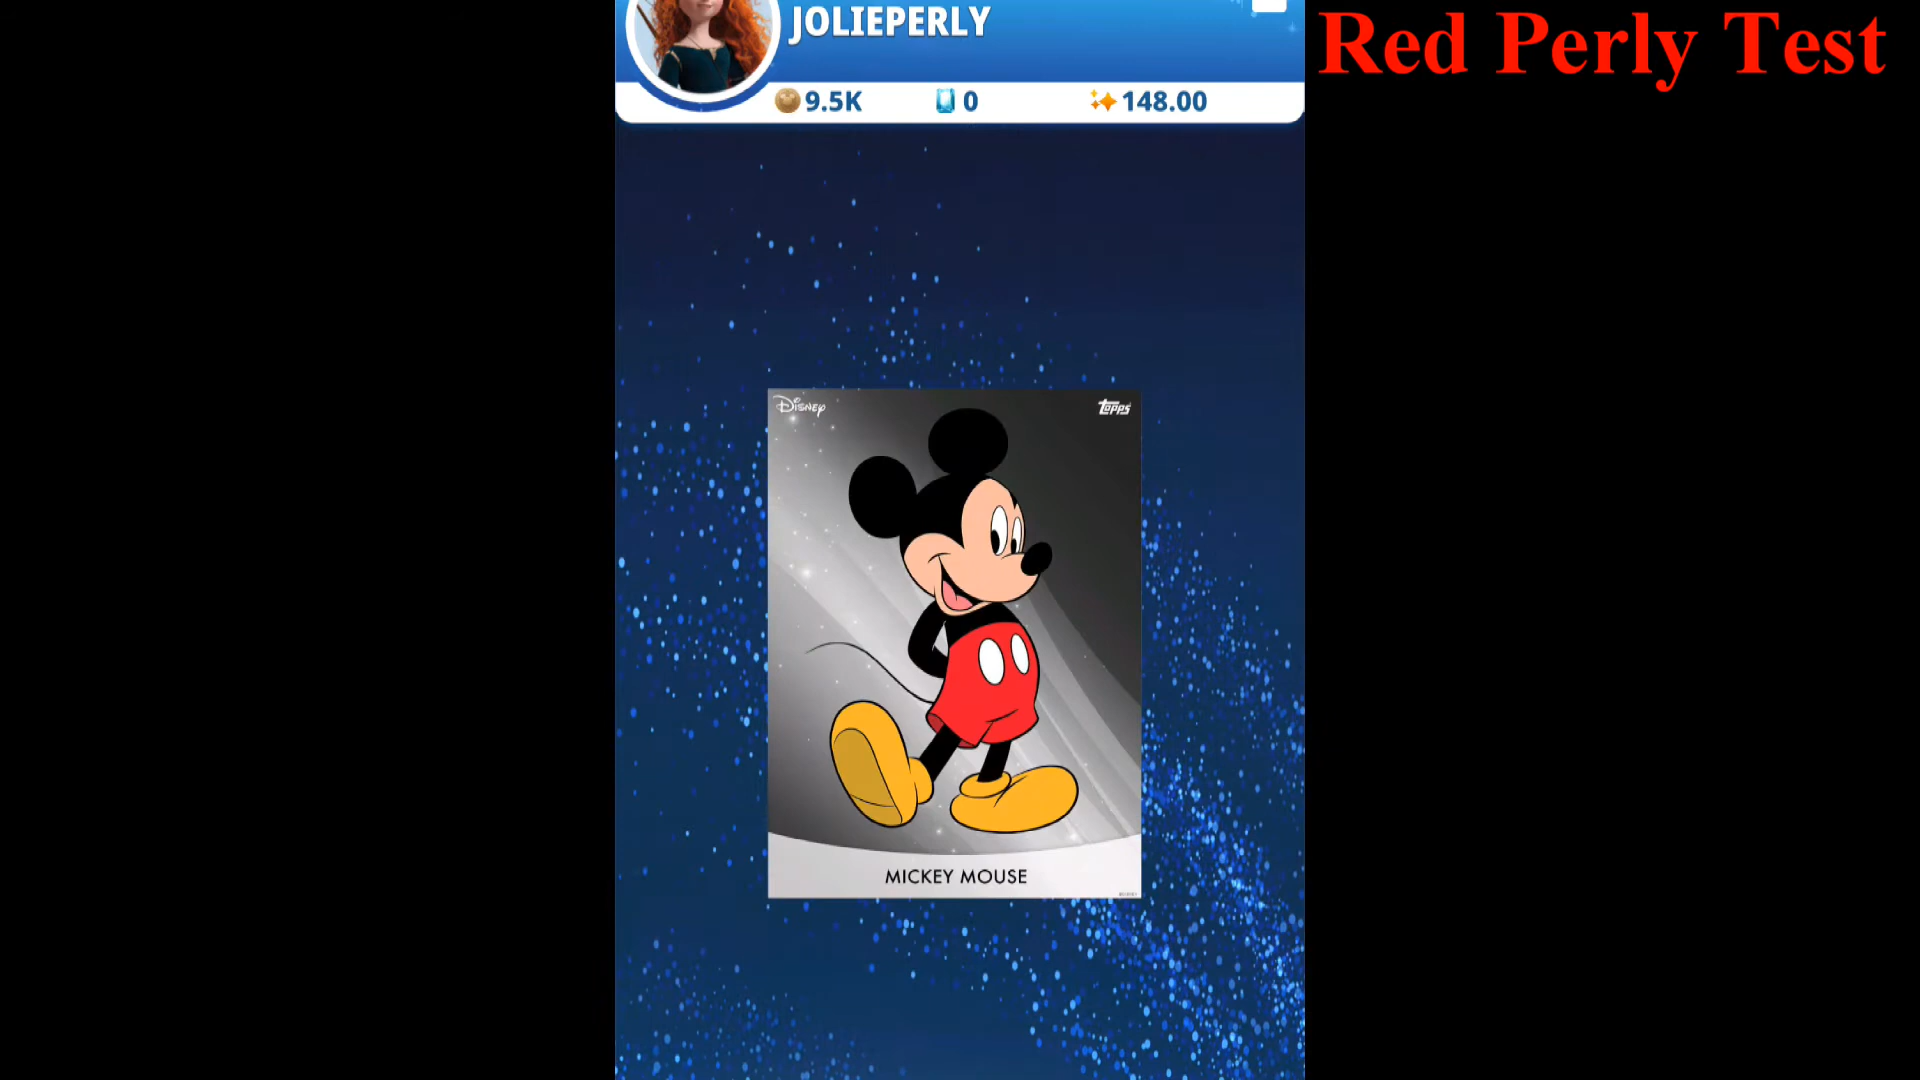 JOLIEPERLY
Red Perly Test
9.5K
0
148.00
Disney
Topps
MICKEY MOUSE